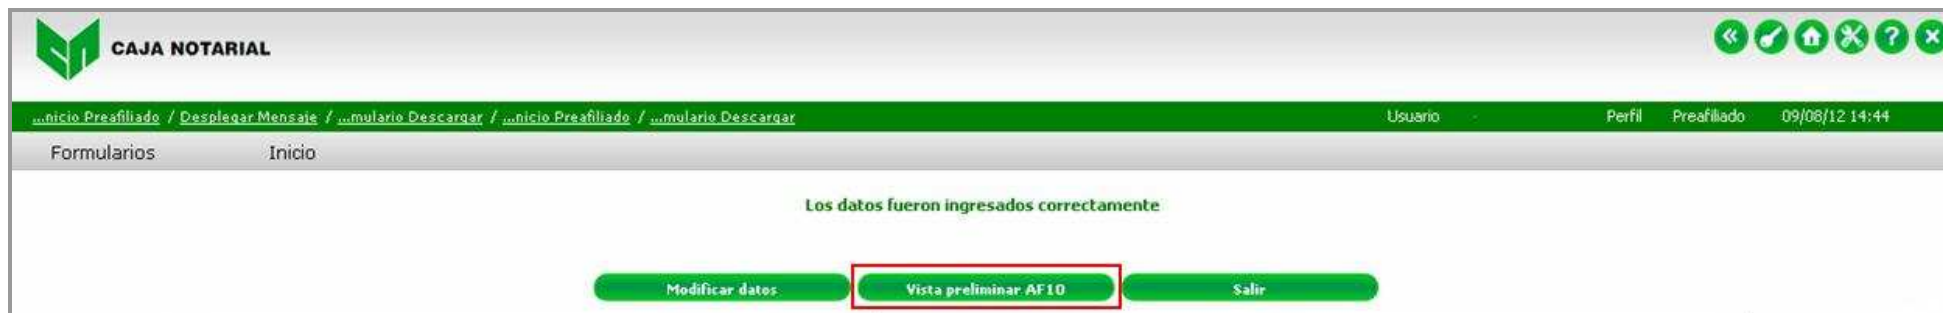 CAJA NOTARIAL
...nicio Preafiliado / Desplegar Mensaje / ...mulario Descargar / ...nicio Preafiliado / ...mulario Descargar Usuario Perfil Preafiliado 09/08/12 14:44
Formularios Inicio
Los datos fueron ingresados correctamente
Modificar datos Vista preliminar AF10 Salir